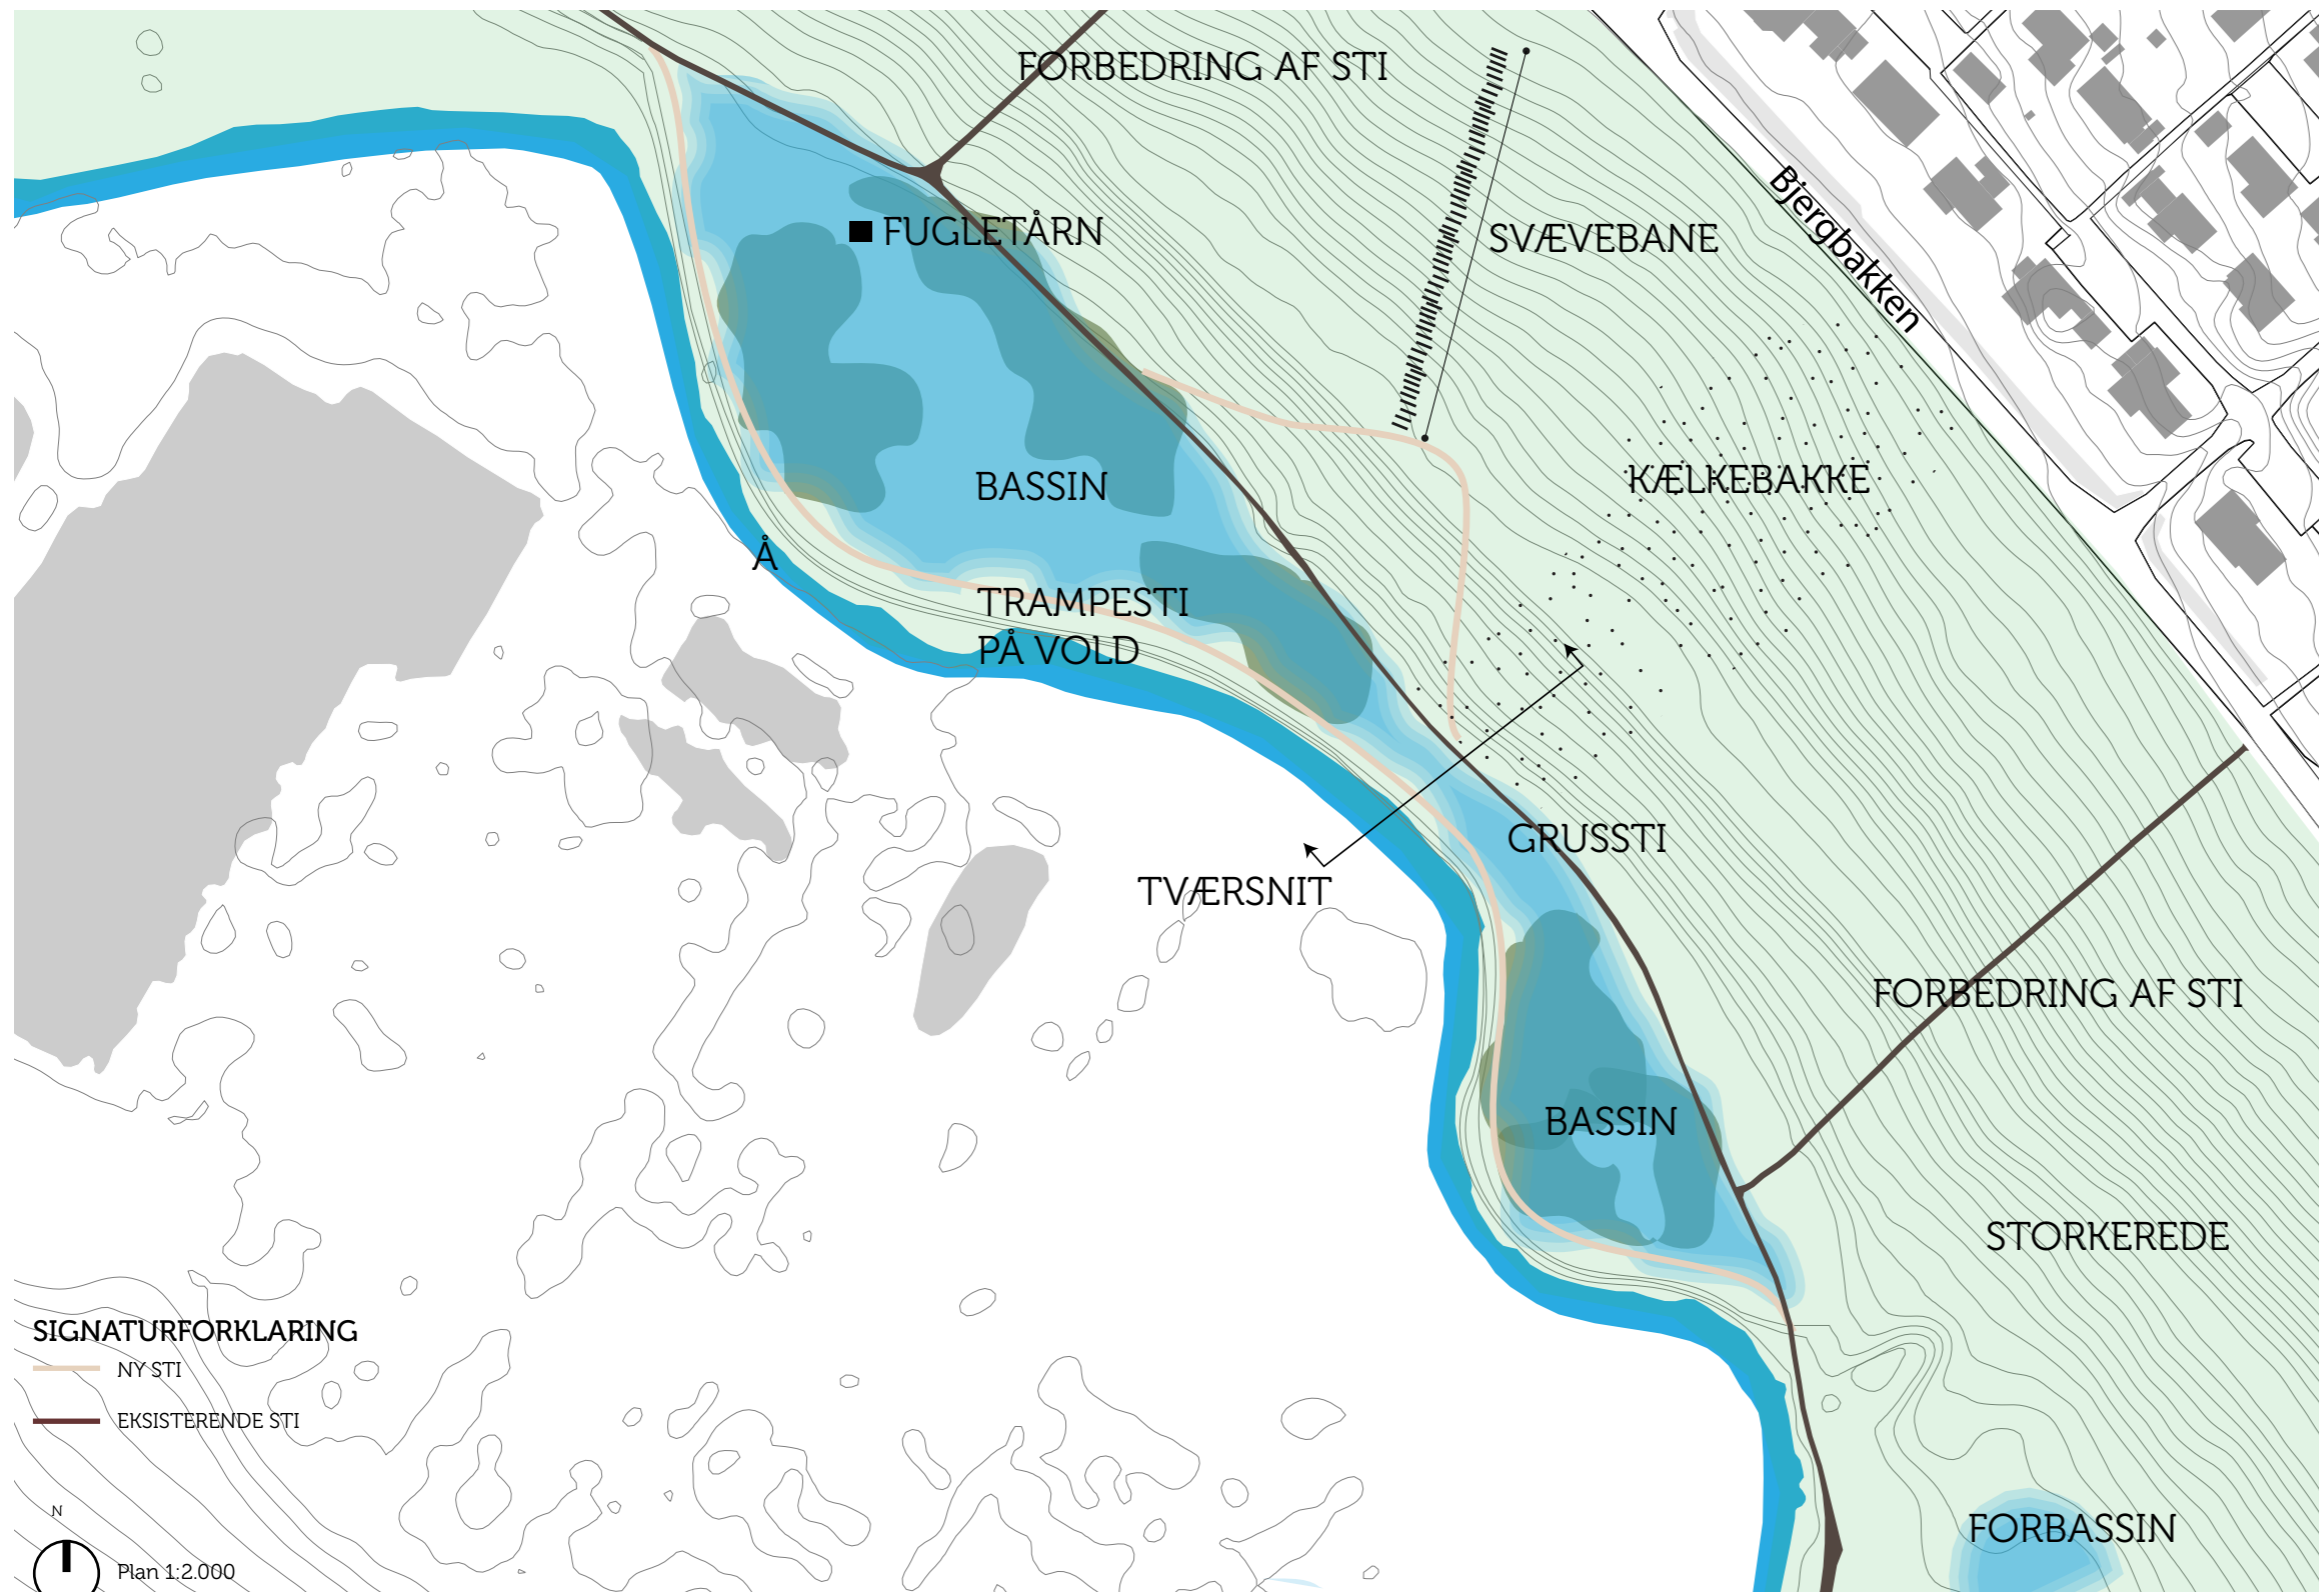 FORBEDRING AF STI
Bjergbakken
FUGLETÅRN
SVÆVEBANE
KÆLKEBAKKE
BASSIN
Å
TRAMPESTI
PÅ VOLD
GRUSSTI
TVÆRSNIT
FORBEDRING AF STI
BASSIN
STORKEREDE
SIGNATURFORKLARING
NY STI
EKSISTERENDE STI
N
FORBASSIN
Plan 1:2.000